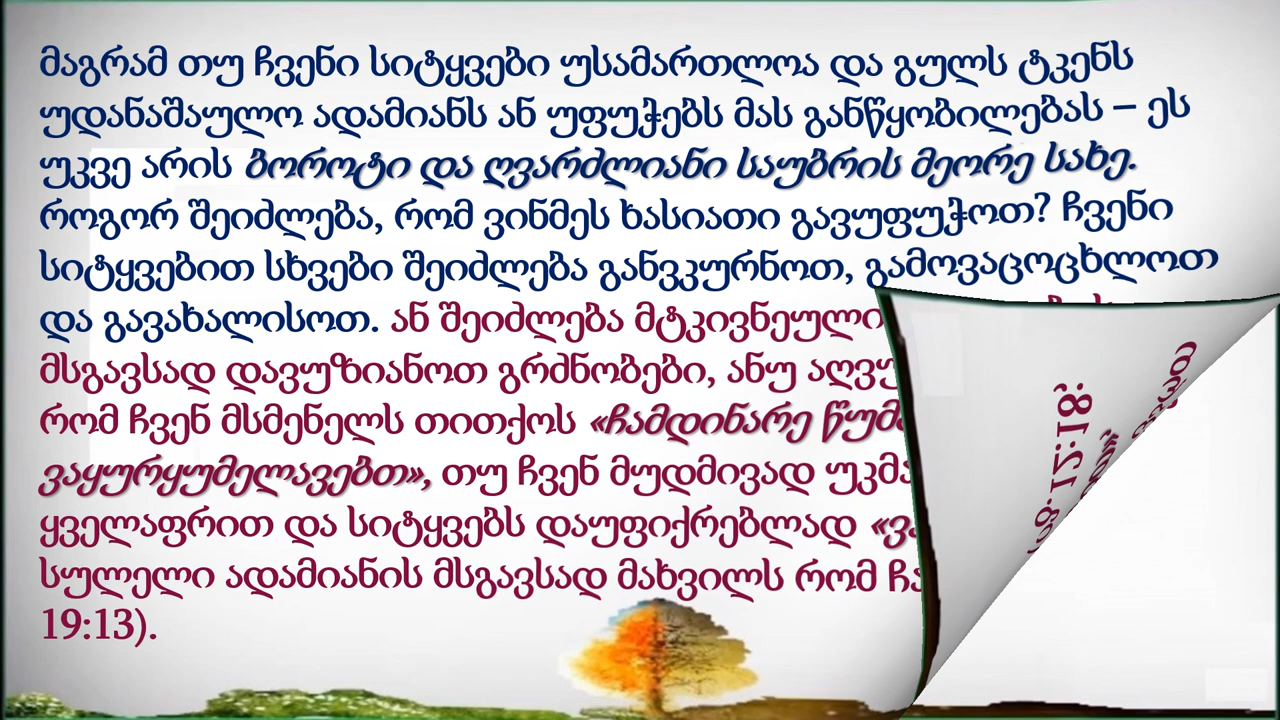 მაგრამ თუ ჩვენი სიტყვები უსამართლოა და გულს ტკენს
უდანაშაულო ადამიანს ან უფუჭებს მას განწყობილებას – ეს
უკვე არის ბოროტი და ღვარძლიანი საუბრის მეორე სახე.
როგორ შეიძლება, რომ ვინმეს ხასიათი გავუფუჭოთ? ჩვენი
სიტყვებით სხვები შეიძლება განვკურნოთ, გამოვაცოცხლოთ
და გავახალისოთ. ან შეიძლება მტკივნეული
მსგავსად დავუზიანოთ გრძნობები, ანუ
რომ ჩვენ მსმენელს თითქოს «ჩამდინარე
ვაყურყუმელავებთ», თუ ჩვენ მუდმივად
ყველაფრით და სიტყვებს დაუფიქრებლად
სულელი ადამიანის მსგავსად მახვილს რომ
19:13).